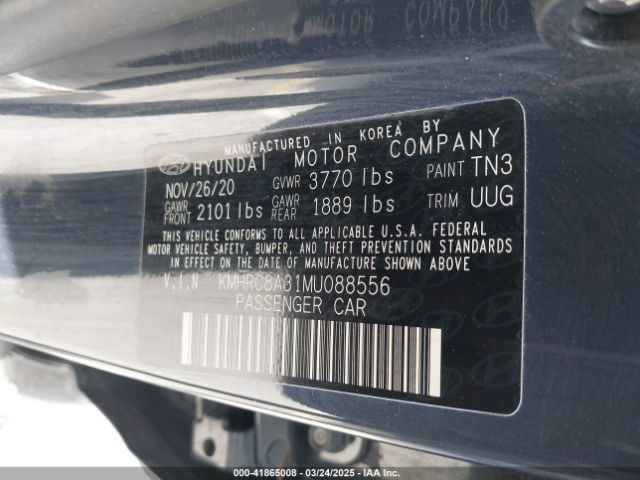 MANUFACTURED IN KOREA BY
HYUNDAI MOTOR COMPANY
NOV/26/20 GVWR 3770 lbs PAINT TN3
GAWR FRONT 2101 lbs GAWR REAR 1889 lbs TRIM UUG
THIS VEHICLE CONFORMS TO ALL APPLICABLE U.S.A. FEDERAL
MOTOR VEHICLE SAFETY, BUMPER, AND THEFT PREVENTION STANDARDS
IN EFFECT ON THE DATE OF MANUFACTURE SHOWN ABOVE
V.I.N KMHRC8A31MU088556
PASSENGER CAR
000-41865008 - 03/24/2025 - IAA Inc.